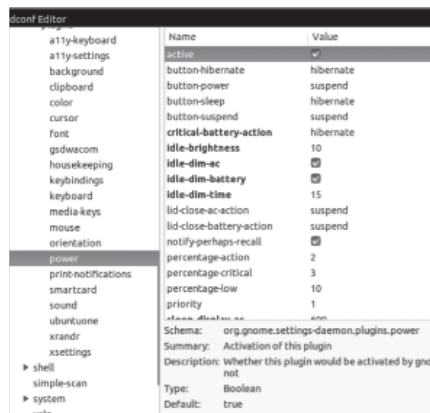 dconf Editor
a11y-keyboard
a11y-settings
background
clipboard
color
cursor
font
gsdwacom
housekeeping
keybindings
keyboard
media-keys
mouse
orientation
power
print-notifications
smartcard
sound
ubuntuone
xrandr
xsettings
shell
simple-scan
system
Name Value
active
button-hibernate hibernate
button-power suspend
button-sleep hibernate
button-suspend suspend
critical-battery-action hibernate
idle-brightness 10
idle-dim-ac
idle-dim-battery
idle-dim-time 15
lid-close-ac-action suspend
lid-close-battery-action suspend
notify-perhaps-recall
percentage-action 2
percentage-critical 3
percentage-low 10
priority 1
sleep-display-ac 600
Schema: org.gnome.settings-daemon.plugins.power
Summary: Activation of this plugin
Description: Whether this plugin would be activated by gno
not
Type: Boolean
Default: true